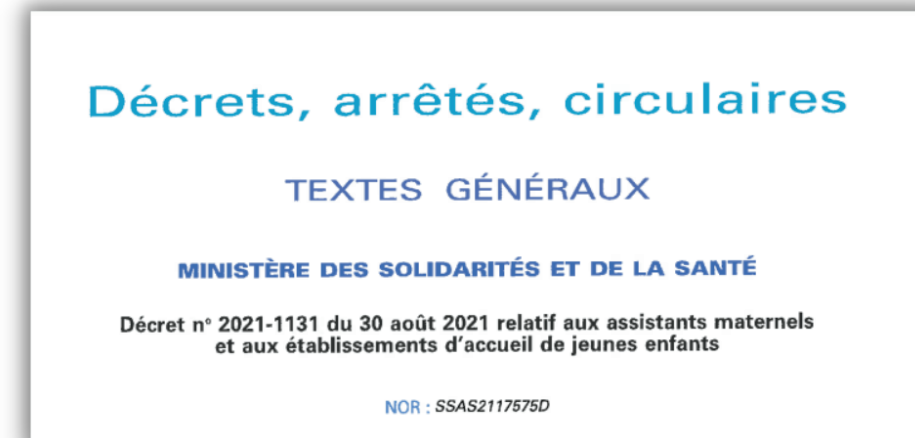 Décrets, arrêtés, circulaires
TEXTES GÉNÉRAUX
MINISTÈRE DES SOLIDARITÉS ET DE LA SANTÉ
Décret nº 2021-1131 du 30 août 2021 relatif aux assistants maternels
et aux établissements d'accueil de jeunes enfants
NOR : SSAS2117575D